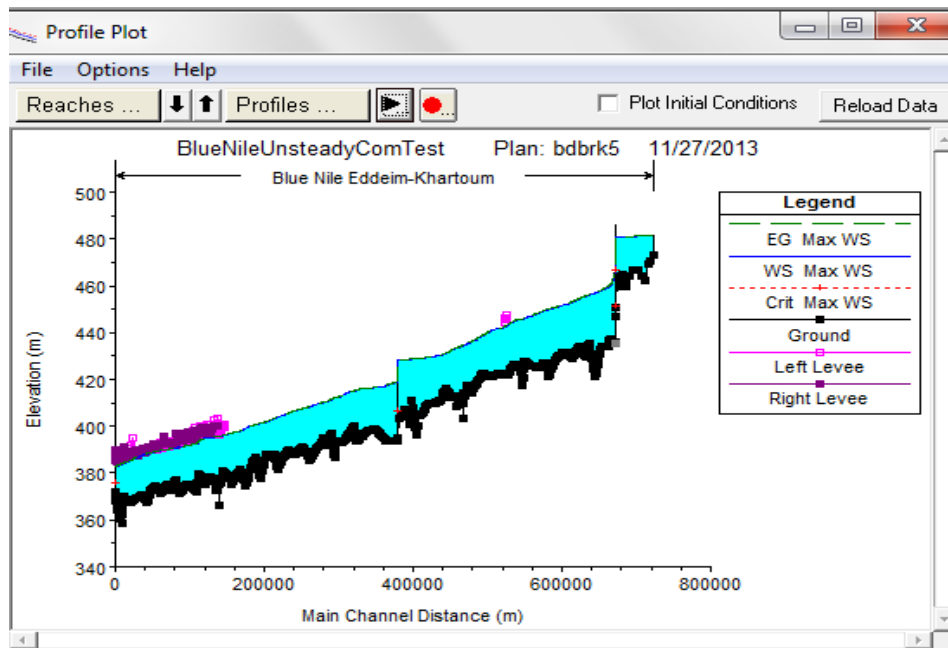 Profile Plot
File Options Help
Reaches ... Profiles ... ... Plot Initial Conditions Reload Data
BlueNileUnsteadyComTest Plan: bdbrk5 11/27/2013
Blue Nile Eddeim-Khartoum
500
480
460
440
420
400
380
360
340
Elevation (m)
0 200000 400000 600000 800000
Main Channel Distance (m)
Legend
EG Max WS
WS Max WS
Crit Max WS
Ground
Left Levee
Right Levee